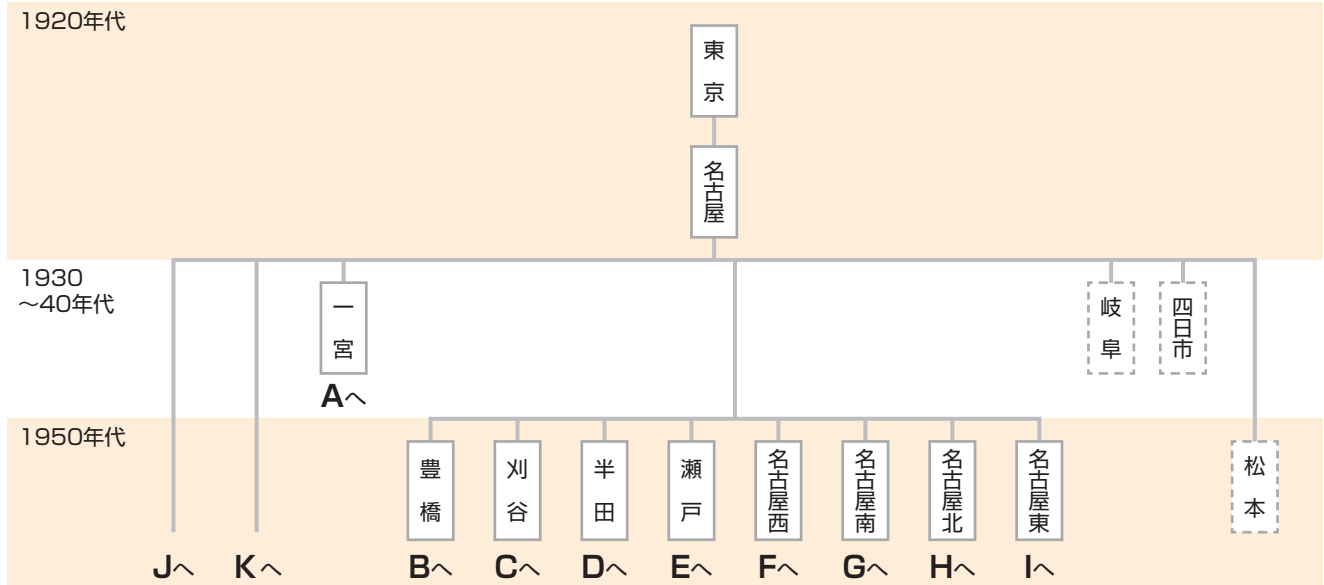 1920年代
東京
名古屋
1930
～40年代
一宮
岐阜
四日市
Aへ
1950年代
豊橋
刈谷
半田
瀬戸
名古屋西
名古屋南
名古屋北
名古屋東
松本
Jへ
Kへ
Bへ
Cへ
Dへ
Eへ
Fへ
Gへ
Hへ
Iへ